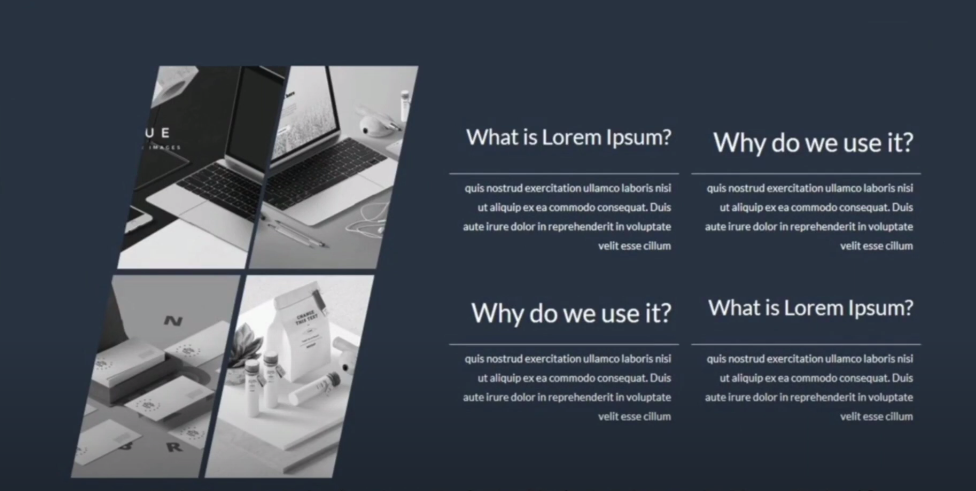 UE
IMAGES
What is Lorem Ipsum?
quis nostrud exercitation ullamco laboris nisi
ut aliquip ex ea commodo consequat. Duis
aute irure dolor in reprehenderit in voluptate
velit esse cillum
Why do we use it?
quis nostrud exercitation ullamco laboris nisi
ut aliquip ex ea commodo consequat. Duis
aute irure dolor in reprehenderit in voluptate
velit esse cillum
Why do we use it?
quis nostrud exercitation ullamco laboris nisi
ut aliquip ex ea commodo consequat. Duis
aute irure dolor in reprehenderit in voluptate
velit esse cillum
What is Lorem Ipsum?
quis nostrud exercitation ullamco laboris nisi
ut aliquip ex ea commodo consequat. Duis
aute irure dolor in reprehenderit in voluptate
velit esse cillum
N
B R
CHANGE
THIS TEXT